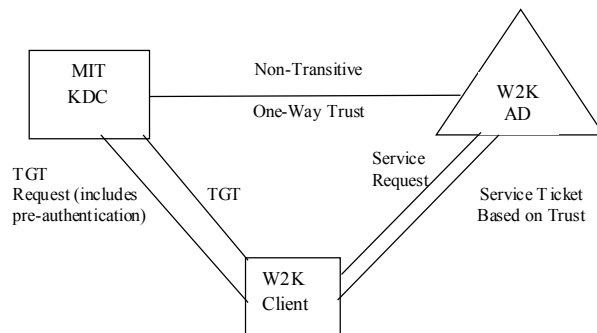 MIT
KDC
Non-Transitive
One-Way Trust
W2K
AD
TGT
Request (includes
pre-authentication)
TGT
Service
Request
Service Ticket
Based on Trust
W2K
Client